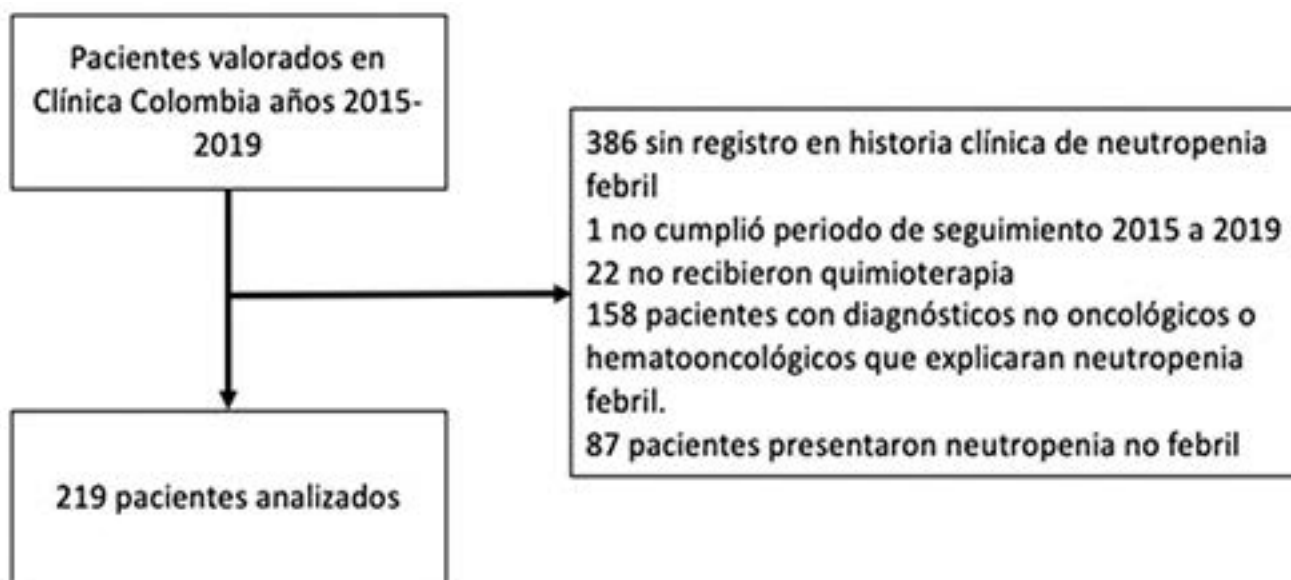 Pacientes valorados en
Clínica Colombia años 2015-
2019
386 sin registro en historia clínica de neutropenia
febril
1 no cumplió periodo de seguimiento 2015 a 2019
22 no recibieron quimioterapia
158 pacientes con diagnósticos no oncológicos o
hematooncológicos que explicaran neutropenia
febril.
87 pacientes presentaron neutropenia no febril
219 pacientes analizados